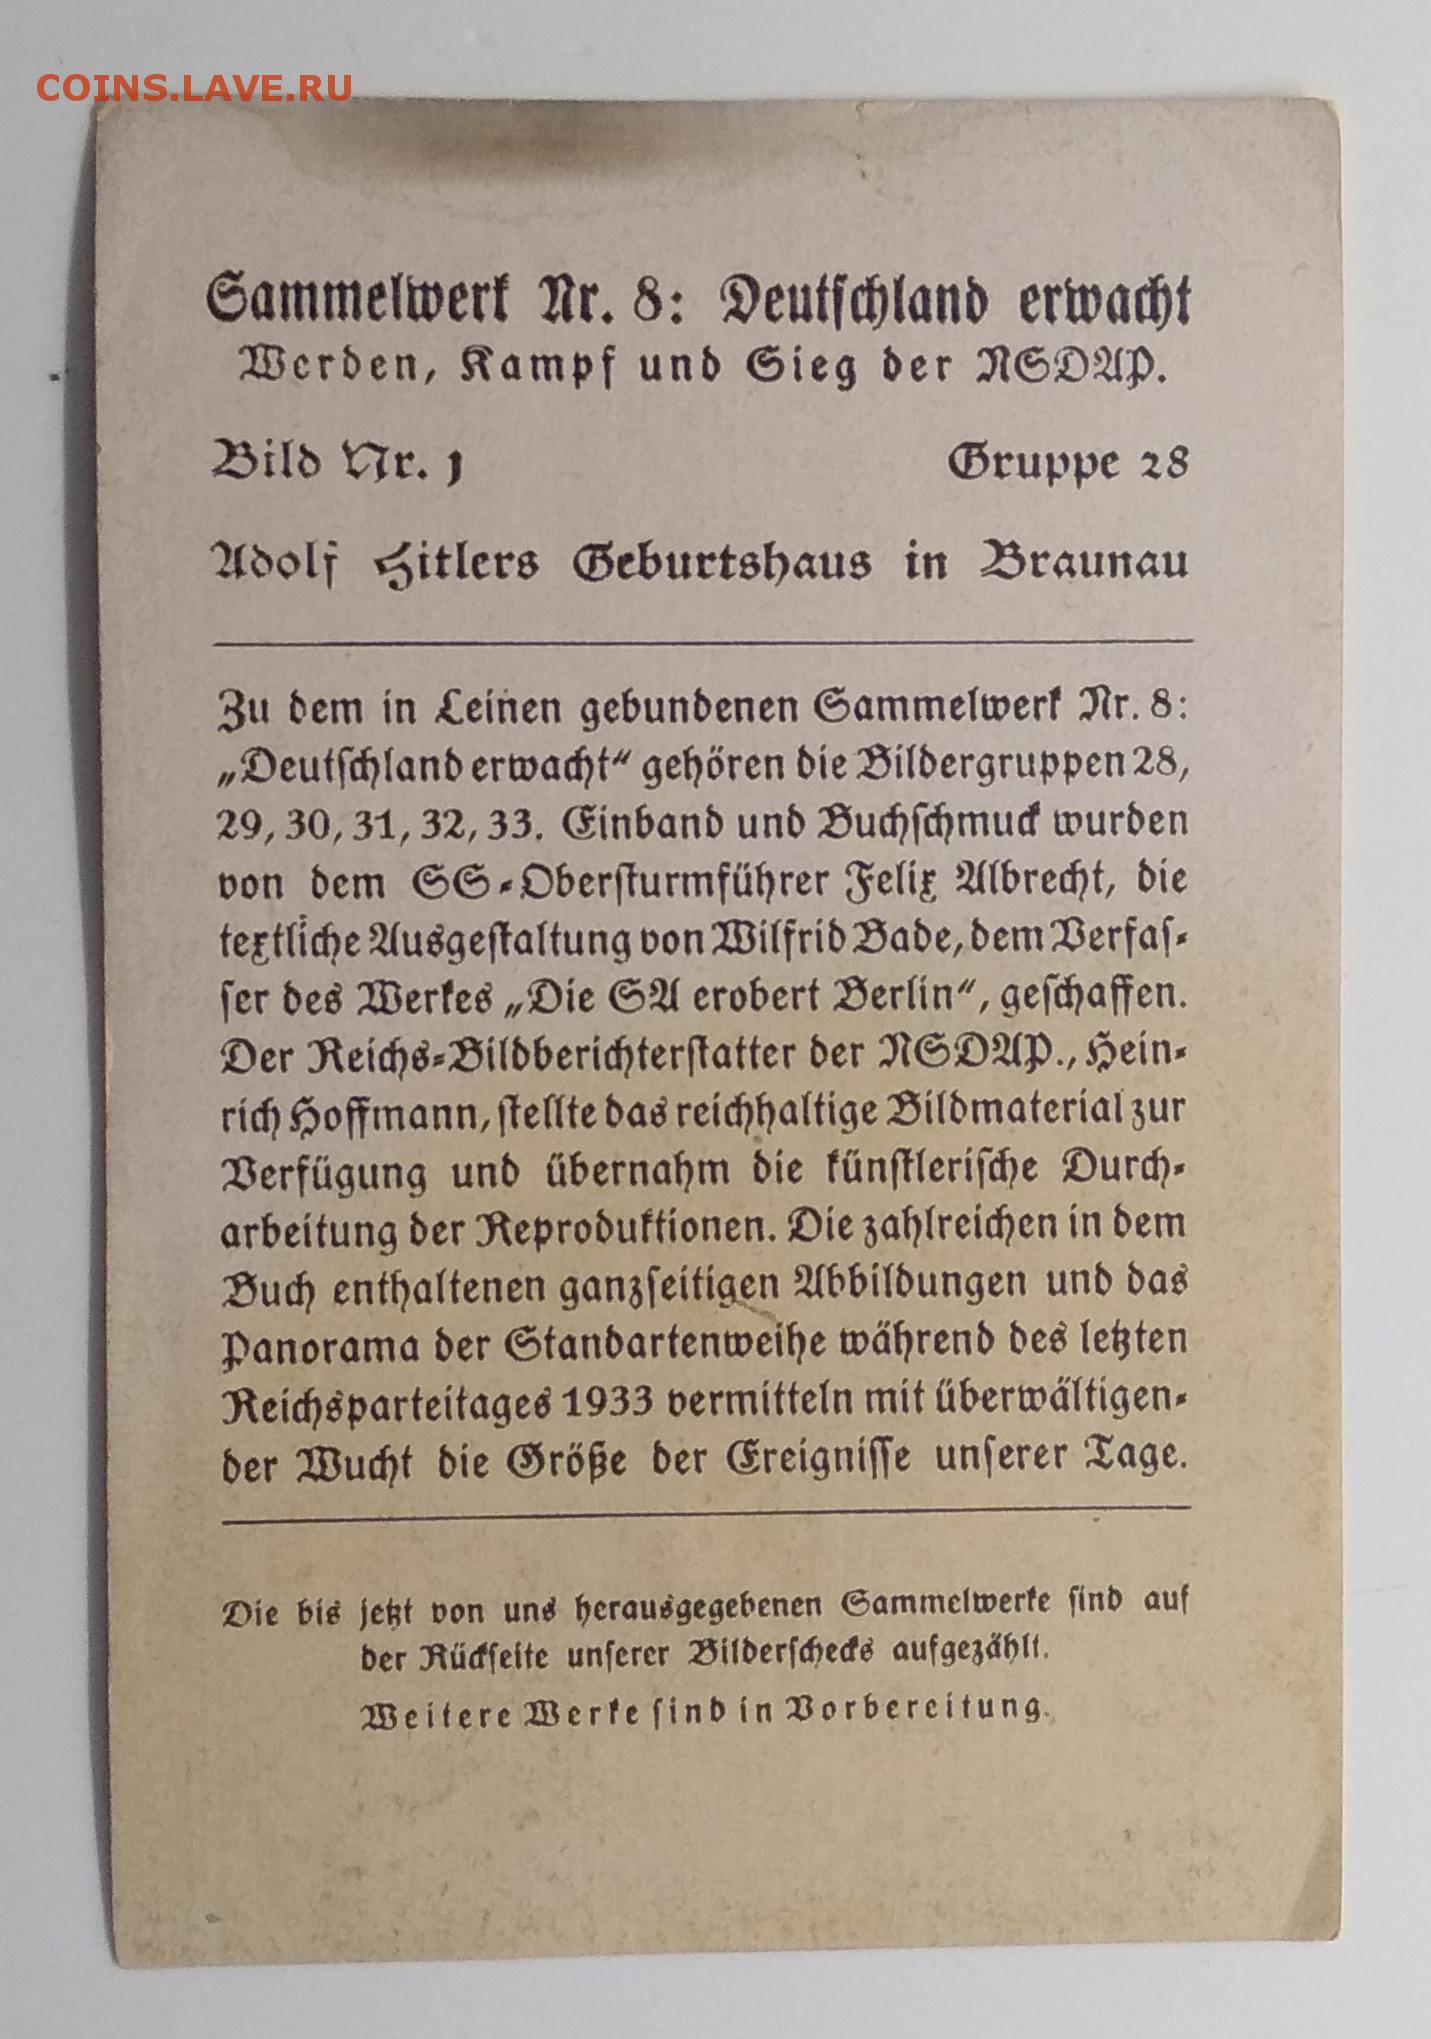 COINS.LAVE.RU
Sammelwerk Nr. 8: Deutſchland erwacht
Werden, Kampf und Sieg der NSDAP.
Bild Nr. 1 Gruppe 28
Adolf Hitlers Geburtshaus in Braunau
Zu dem in Leinen gebundenen Sammelwerk Nr. 8:
„Deutſchland erwacht“ gehören die Bildergruppen 28,
29, 30, 31, 32, 33. Einband und Buchſchmuck wurden
von dem SS-Oberſturmführer Felix Albrecht, die
textliche Ausgeſtaltung von Wilfrid Bade, dem Verfaſ-
ſer des Werkes „Die SA erobert Berlin“, geſchaffen.
Der Reichs-Bildberichterſtatter der NSDAP., Hein-
rich Hoffmann, ſtellte das reichhaltige Bildmaterial zur
Verfügung und übernahm die künſtleriſche Durch-
arbeitung der Reproduktionen. Die zahlreichen in dem
Buch enthaltenen ganzſeitigen Abbildungen und das
Panorama der Standartenweihe während des letzten
Reichsparteitages 1933 vermitteln mit überwältigen-
der Wucht die Größe der Ereigniſſe unſerer Tage.
Die bis jetzt von uns herausgegebenen Sammelwerke ſind auf
der Rückſeite unſerer Bilderſchecks aufgezählt.
Weitere Werke ſind in Vorbereitung.